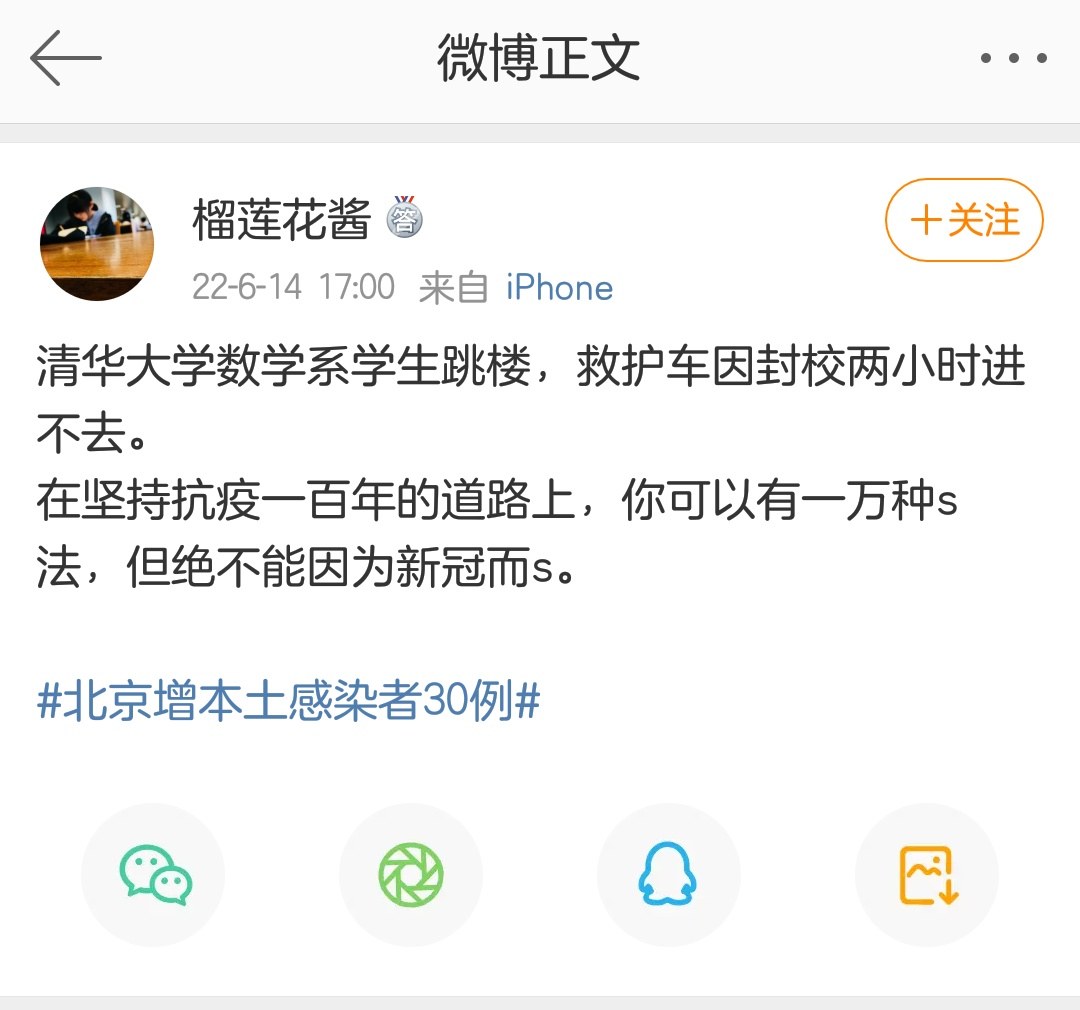 微博正文
榴莲花酱 答
22-6-14 17:00 来自 iPhone
+关注
清华大学数学系学生跳楼，救护车因封校两小时进
不去。
在坚持抗疫一百年的道路上，你可以有一万种s
法，但绝不能因为新冠而s。
#北京增本土感染者30例#